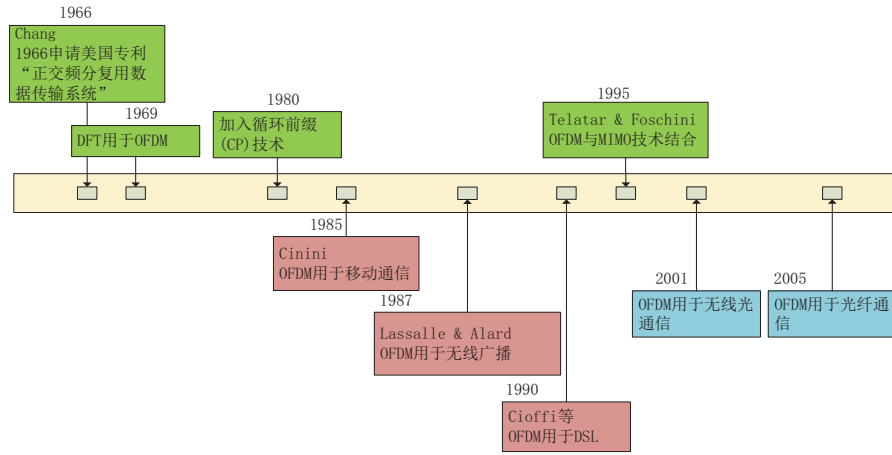 1966
Chang
1966申请美国专利
“正交频分复用数
据传输系统”
1969
DFT用于OFDM
1980
加入循环前缀
(CP)技术
1995
Telatar & Foschini
OFDM与MIMO技术结合
1985
Cinini
OFDM用于移动通信
1987
Lassalle & Alard
OFDM用于无线广播
1990
Cioffi等
OFDM用于DSL
2001
OFDM用于无线光
通信
2005
OFDM用于光纤通
信